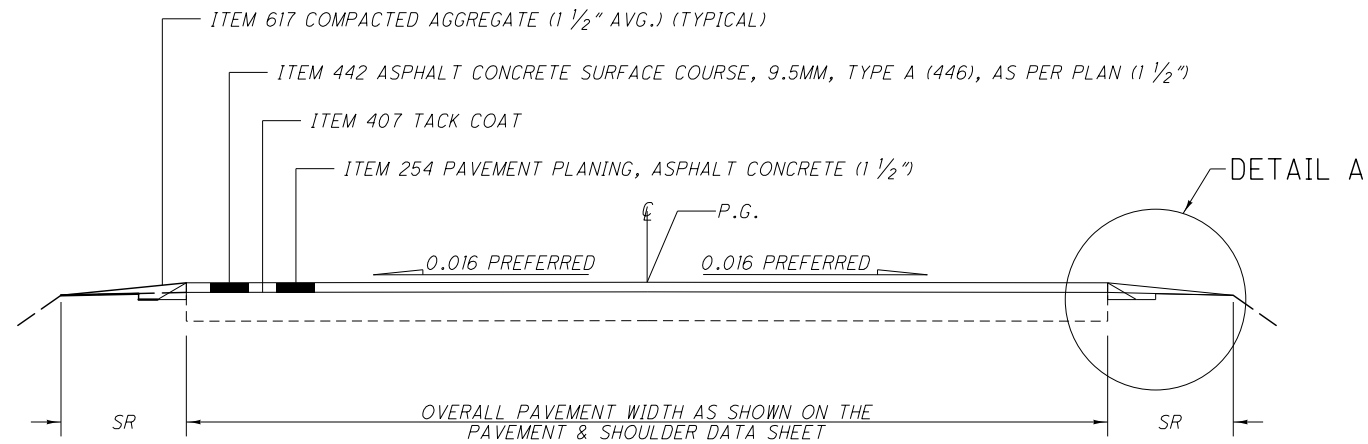 ITEM 617 COMPACTED AGGREGATE (1 1/2" AVG.) (TYPICAL)
ITEM 442 ASPHALT CONCRETE SURFACE COURSE, 9.5MM, TYPE A (446), AS PER PLAN (1 1/2")
ITEM 407 TACK COAT
ITEM 254 PAVEMENT PLANING, ASPHALT CONCRETE (1 1/2")
DETAIL A
℄
P.G.
0.016 PREFERRED
0.016 PREFERRED
SR
OVERALL PAVEMENT WIDTH AS SHOWN ON THE
PAVEMENT & SHOULDER DATA SHEET
SR